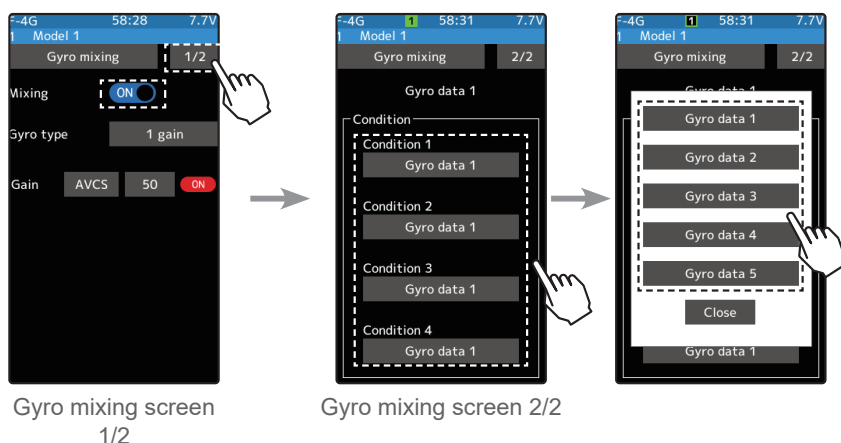 F-4G 58:28 7.7V
1 Model 1
Gyro mixing 1/2
Mixing ON
Gyro type 1 gain
Gain AVCS 50 ON
Gyro mixing screen
1/2
F-4G 1 58:31 7.7V
1 Model 1
Gyro mixing 2/2
Gyro data 1
Condition
Condition 1
Gyro data 1
Condition 2
Gyro data 1
Condition 3
Gyro data 1
Condition 4
Gyro data 1
Gyro mixing screen 2/2
-4G 1 58:31 7.7V
1 Model 1
Gyro mixing 2/2
Gyro data 1
Gyro data 1
Gyro data 2
Gyro data 3
Gyro data 4
Gyro data 5
Close
Gyro data 1